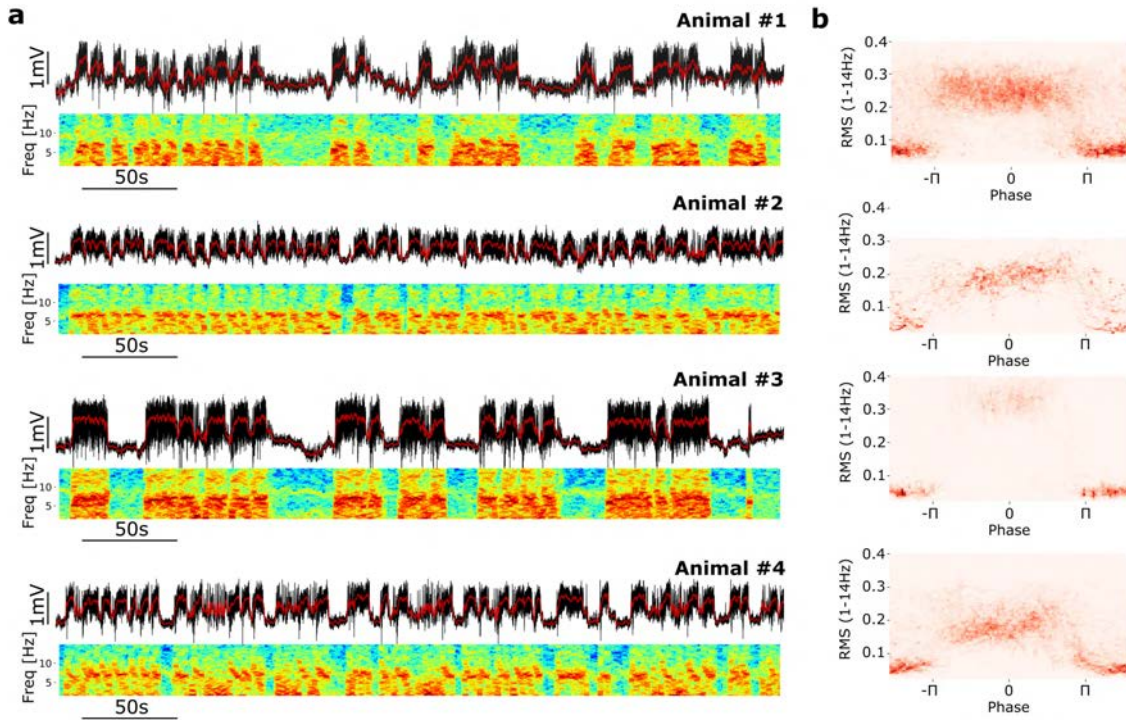 a
Animal #1
1mV
Freq [Hz]
10
5
50s
Animal #2
1mV
Freq [Hz]
10
5
50s
Animal #3
1mV
Freq [Hz]
10
5
50s
Animal #4
1mV
Freq [Hz]
10
5
50s
b
RMS (1-14Hz)
0.4
0.3
0.2
0.1
-Π 0 Π
Phase
RMS (1-14Hz)
0.4
0.3
0.2
0.1
-Π 0 Π
Phase
RMS (1-14Hz)
0.4
0.3
0.2
0.1
-Π 0 Π
Phase
RMS (1-14Hz)
0.4
0.3
0.2
0.1
-Π 0 Π
Phase